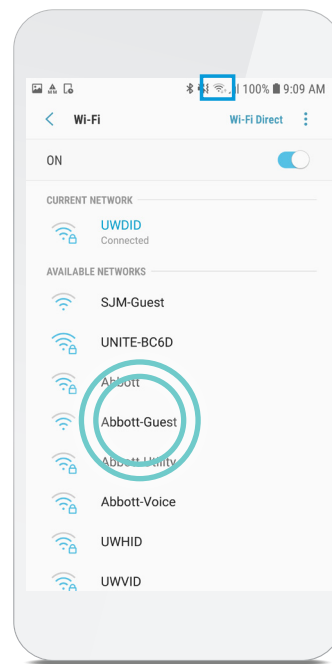 100% 9:09 AM
Wi-Fi Wi-Fi Direct
ON
CURRENT NETWORK
UWDID
Connected
AVAILABLE NETWORKS
SJM-Guest
UNITE-BC6D
Abbott
Abbott-Guest
Abbott-Utility
Abbott-Voice
UWHID
UWVID